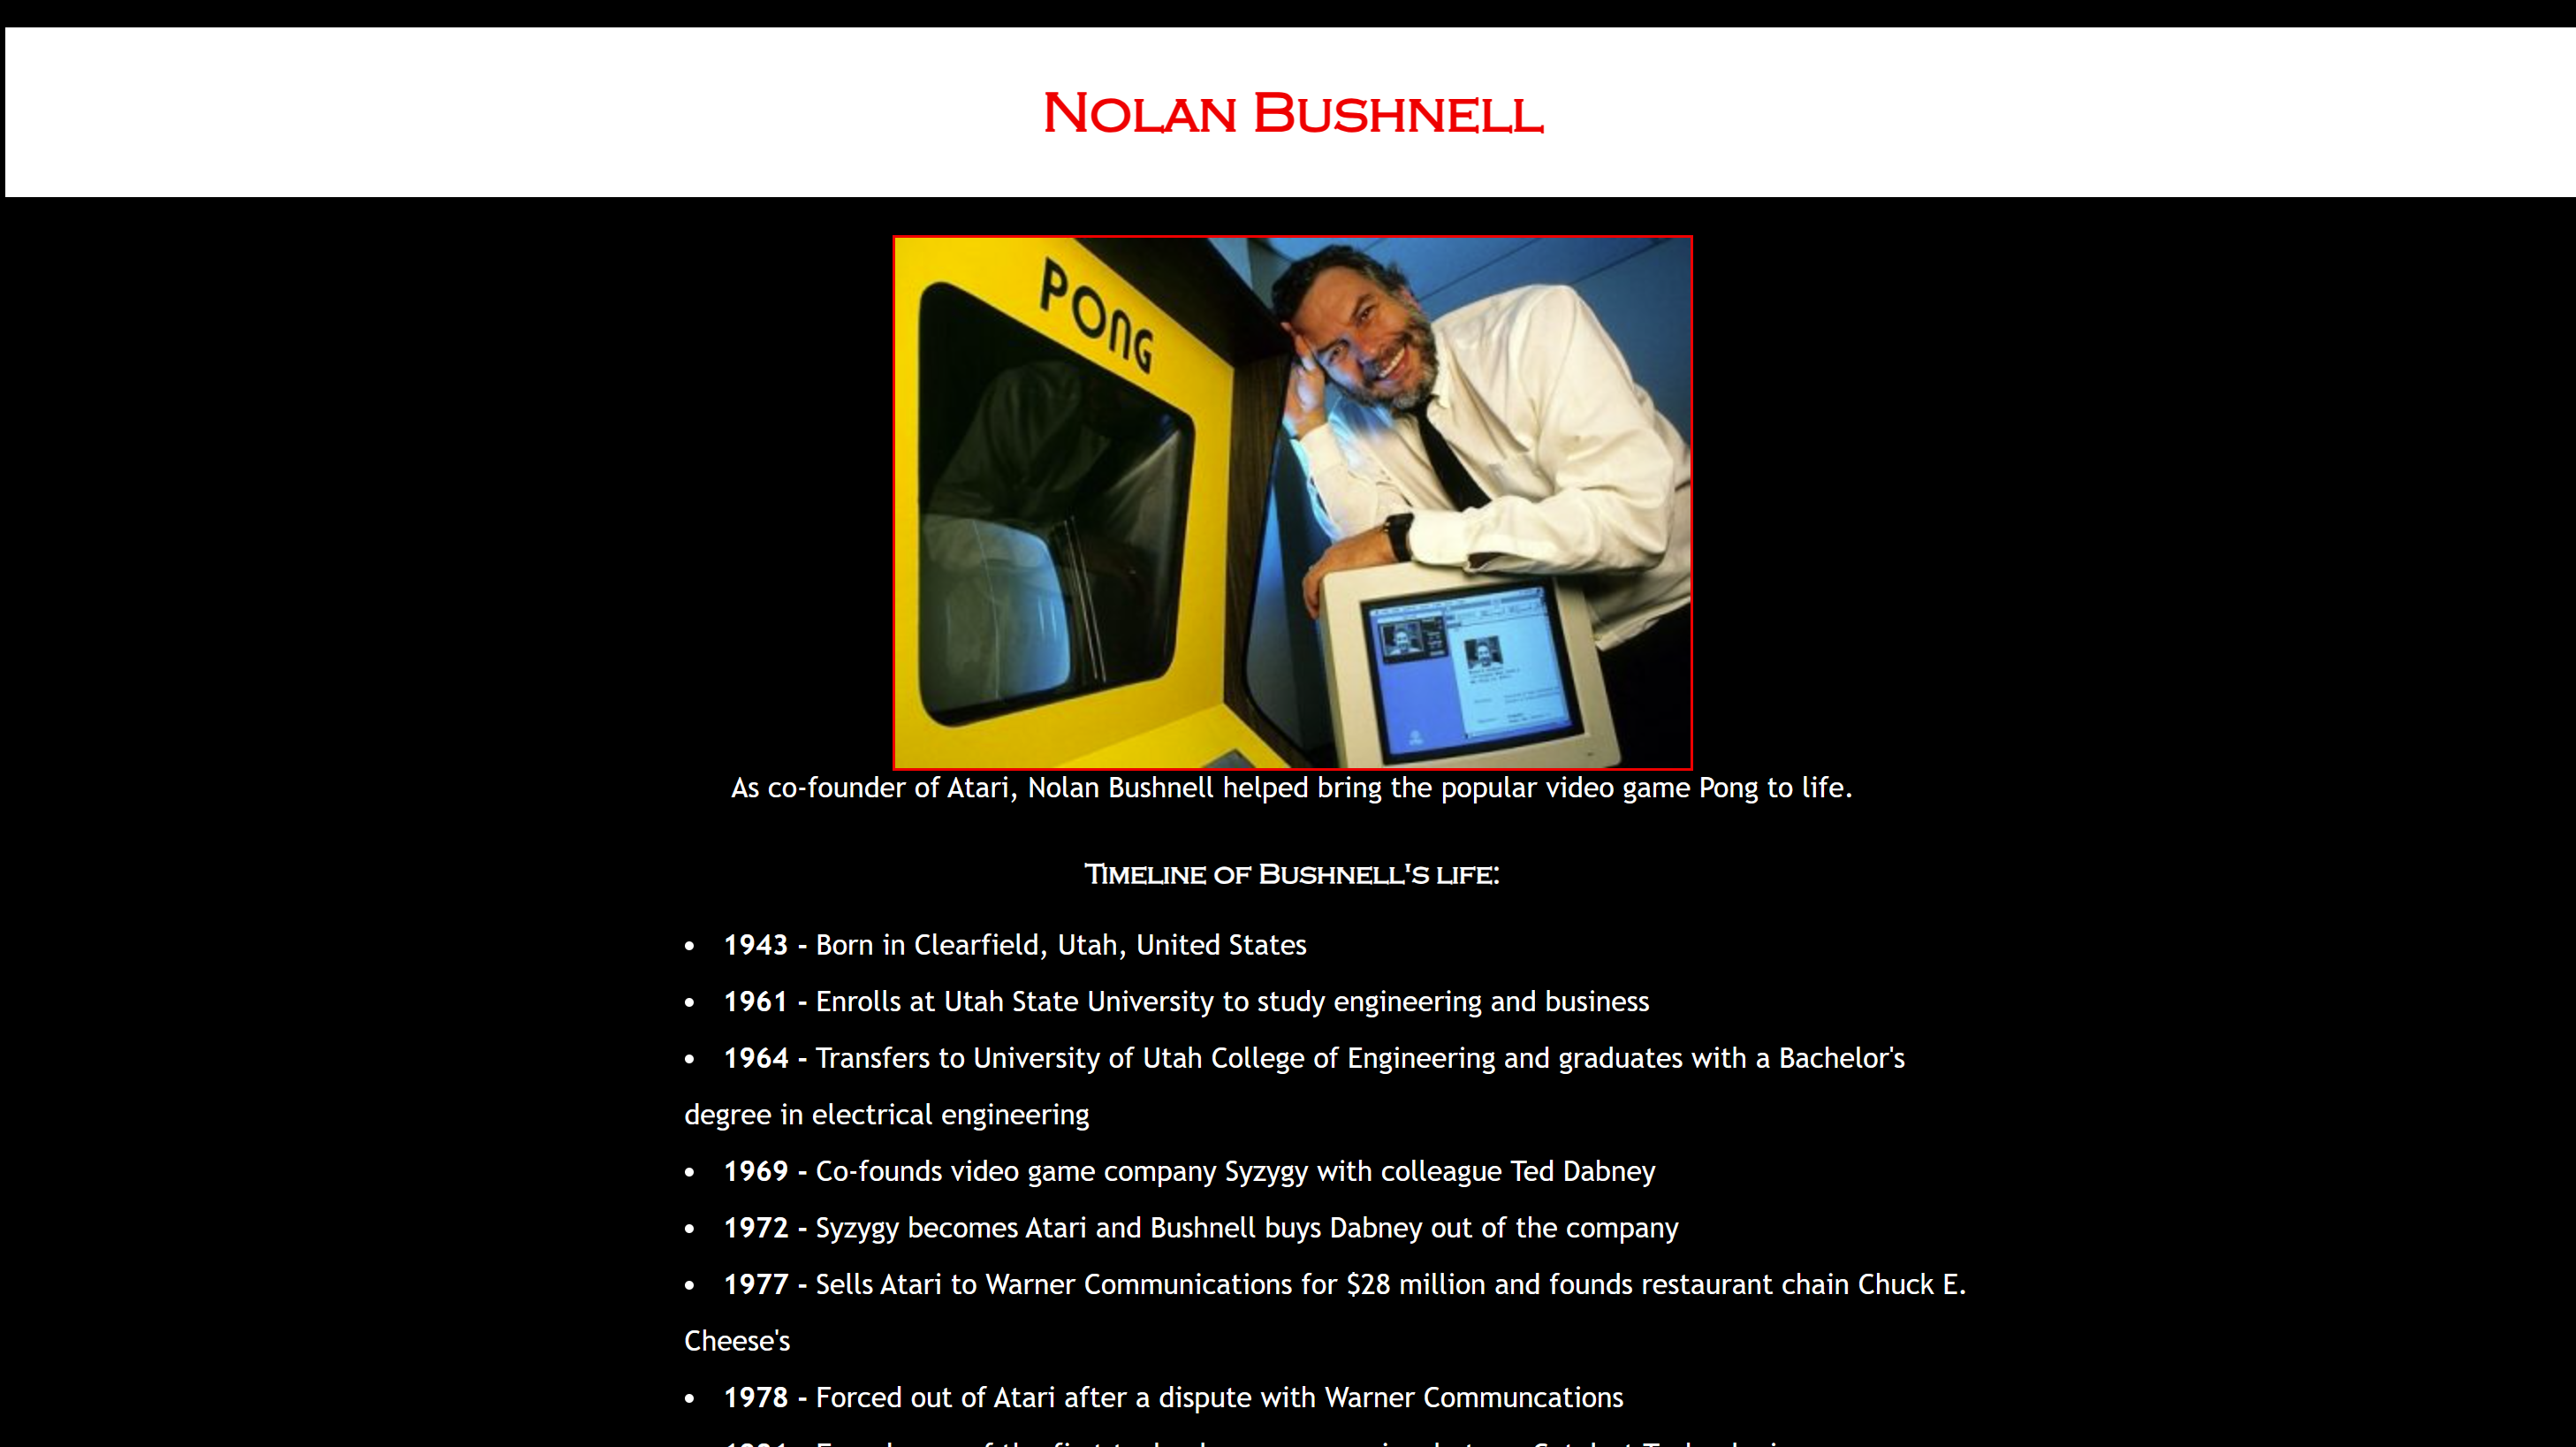 Nolan Bushnell
PONG
As co-founder of Atari, Nolan Bushnell helped bring the popular video game Pong to life.
Timeline of Bushnell's life:
• 1943 - Born in Clearfield, Utah, United States
• 1961 - Enrolls at Utah State University to study engineering and business
• 1964 - Transfers to University of Utah College of Engineering and graduates with a Bachelor's
degree in electrical engineering
• 1969 - Co-founds video game company Syzygy with colleague Ted Dabney
• 1972 - Syzygy becomes Atari and Bushnell buys Dabney out of the company
• 1977 - Sells Atari to Warner Communications for $28 million and founds restaurant chain Chuck E.
Cheese's
• 1978 - Forced out of Atari after a dispute with Warner Communcations